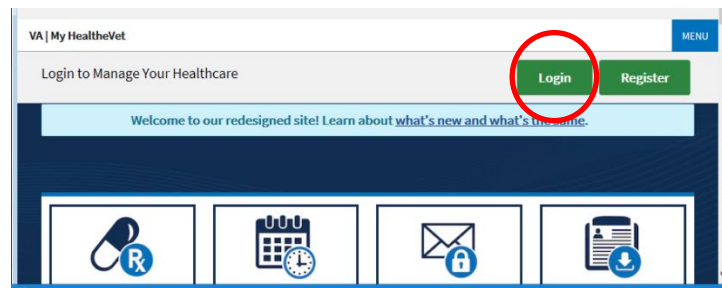 VA | My HealtheVet
MENU
Login to Manage Your Healthcare
Login
Register
Welcome to our redesigned site! Learn about what's new and what's the same.
Rx